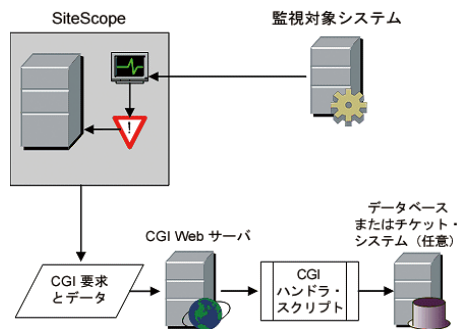 SiteScope
監視対象システム
!
CGI 要求
とデータ
CGI Web サーバ
CGI
ハンドラ・
スクリプト
データベース
またはチケット・
システム（任意）